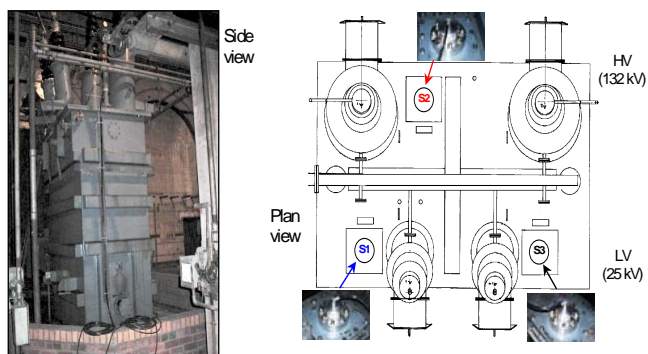 Side
view
HV
(132 kV)
S2
Plan
view
S1
S3
LV
(25 kV)